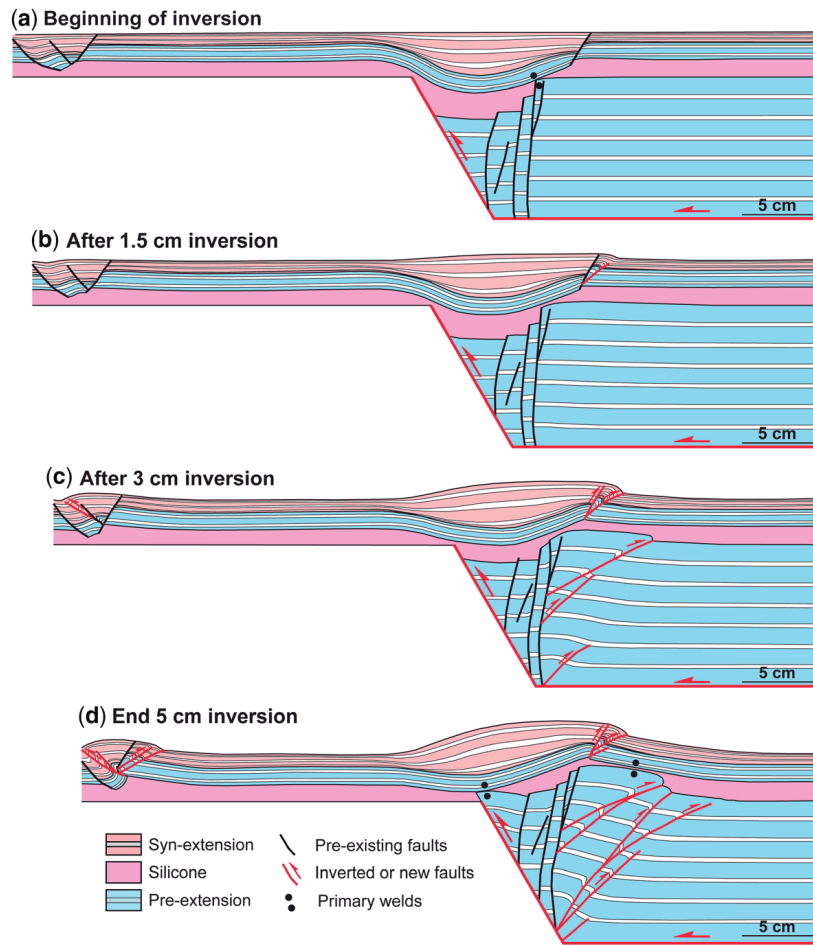 (a) Beginning of inversion
5 cm
(b) After 1.5 cm inversion
5 cm
(c) After 3 cm inversion
5 cm
(d) End 5 cm inversion
Syn-extension
Silicone
Pre-extension
Pre-existing faults
Inverted or new faults
Primary welds
5 cm